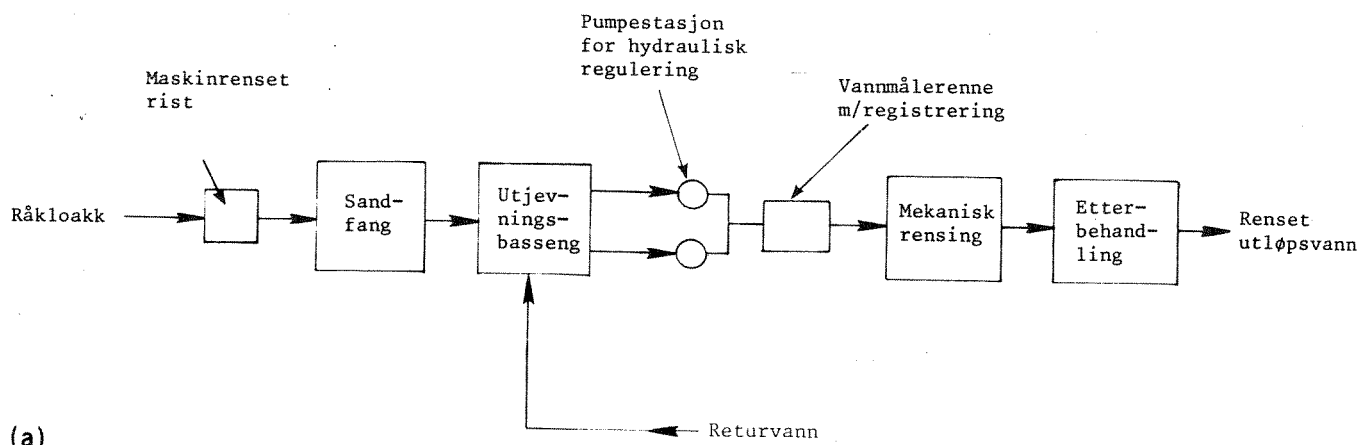 Pumpestasjon
for hydraulisk
regulering
Maskinrenset
rist
Vannmålerenne
m/registrering
Råkloakk
Sand-
fang
Utjev-
nings-
basseng
Mekanisk
rensing
Etter-
behand-
ling
Renset
utløpsvann
Returvann
(a)